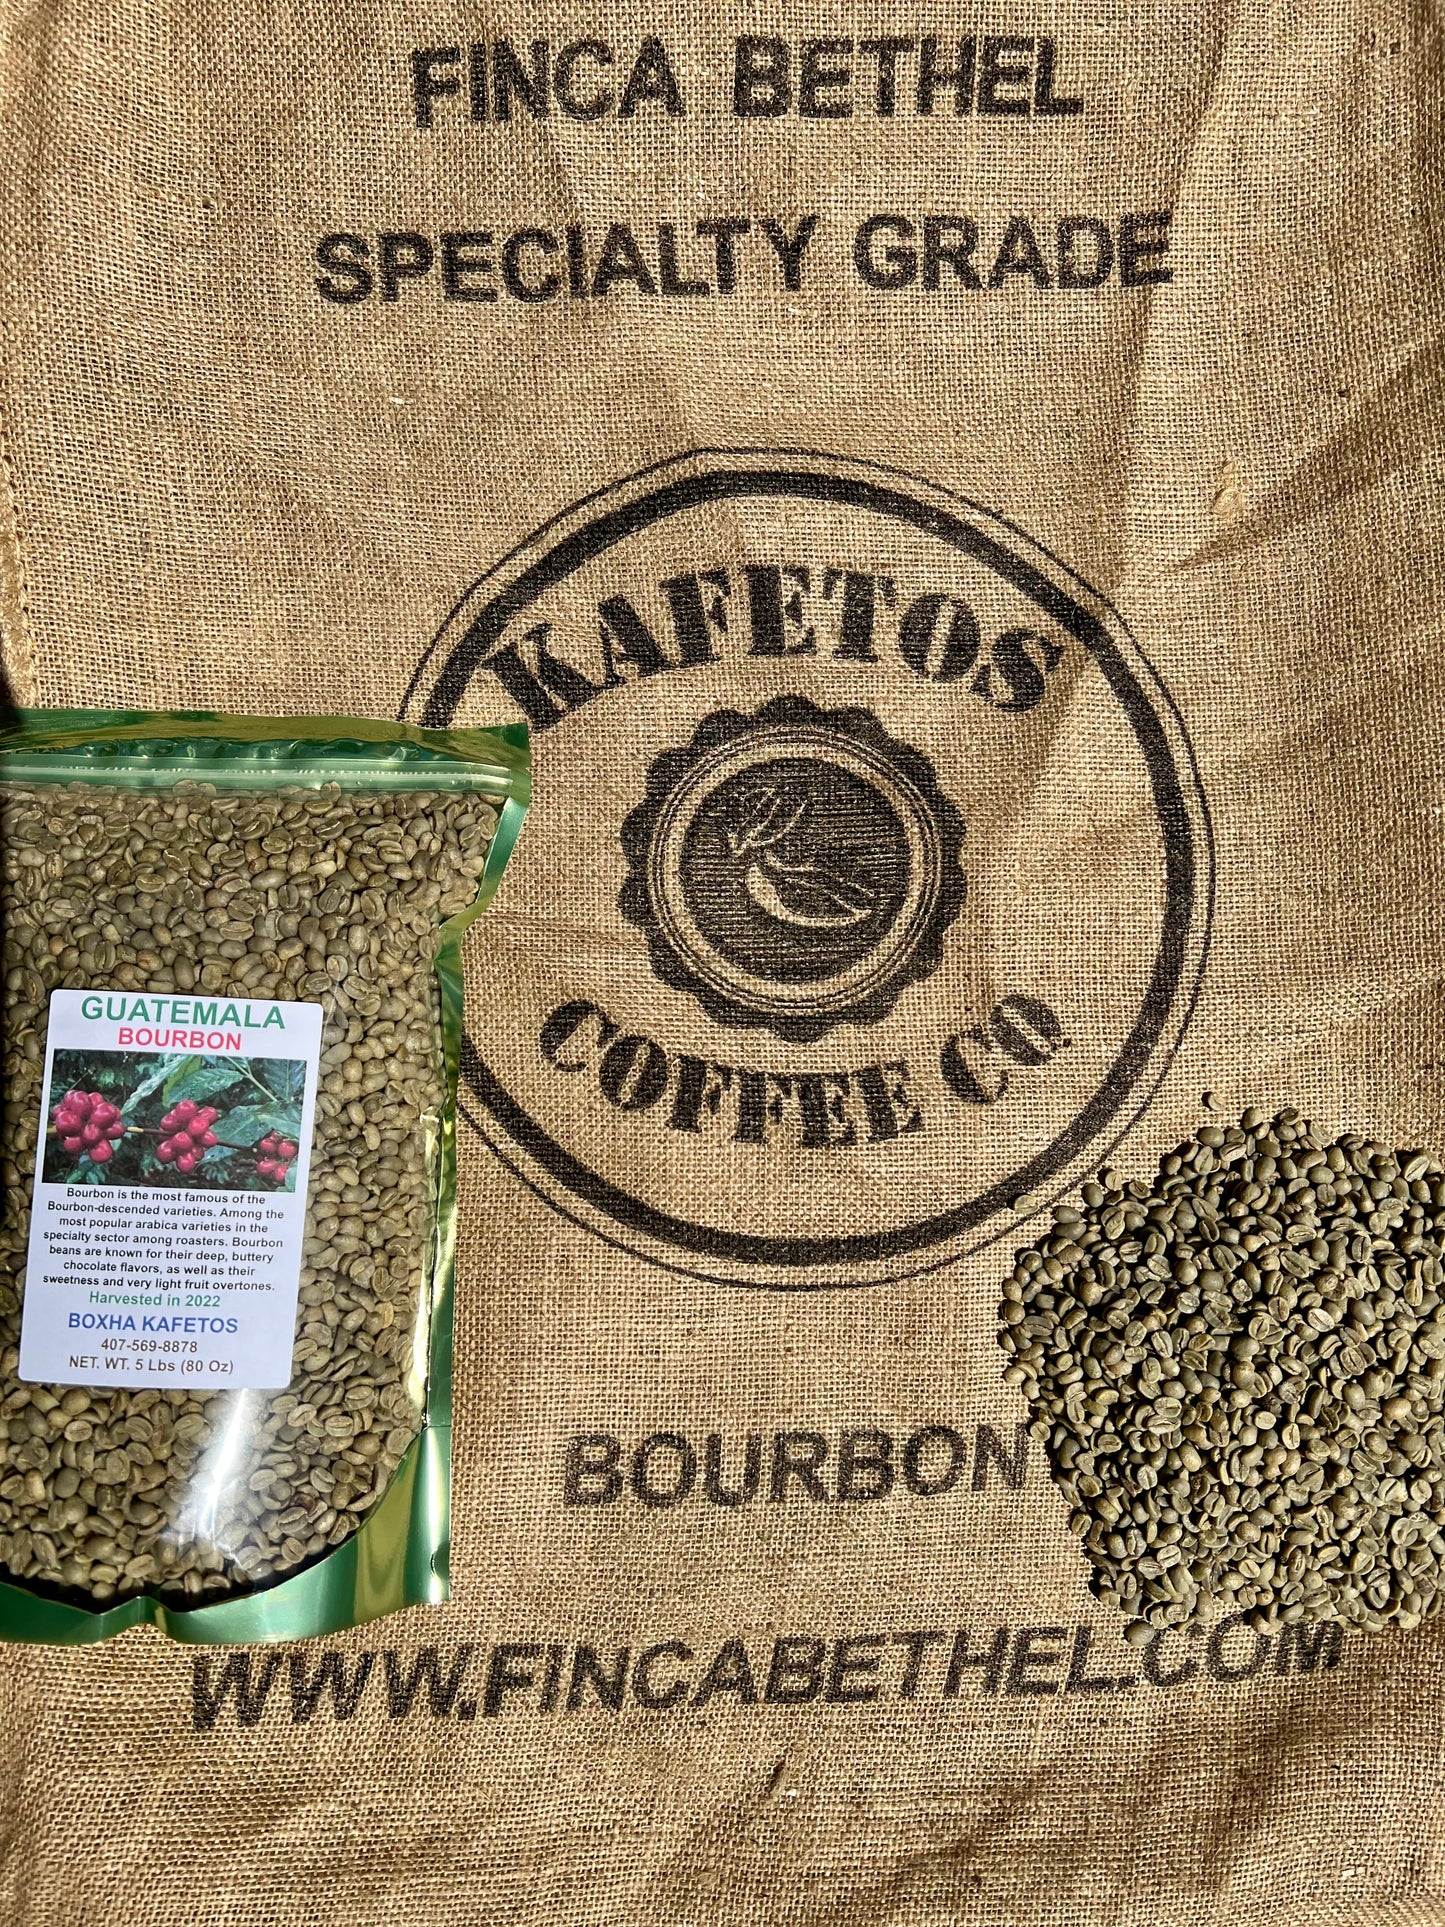 FINCA BETHEL
SPECIALTY GRADE
KAFETOS
COFFEE CO.
GUATEMALA
BOURBON
Bourbon is the most famous of the
Bourbon-descended varieties. Among the
most popular arabica varieties in the
specialty sector among roasters. Bourbon
beans are known for their deep, buttery
chocolate flavors, as well as their
sweetness and very light fruit overtones.
Harvested in 2022
BOXHA KAFETOS
407-569-8878
NET. WT. 5 Lbs (80 Oz)
BOURBON
WWW.FINCABETHEL.COM